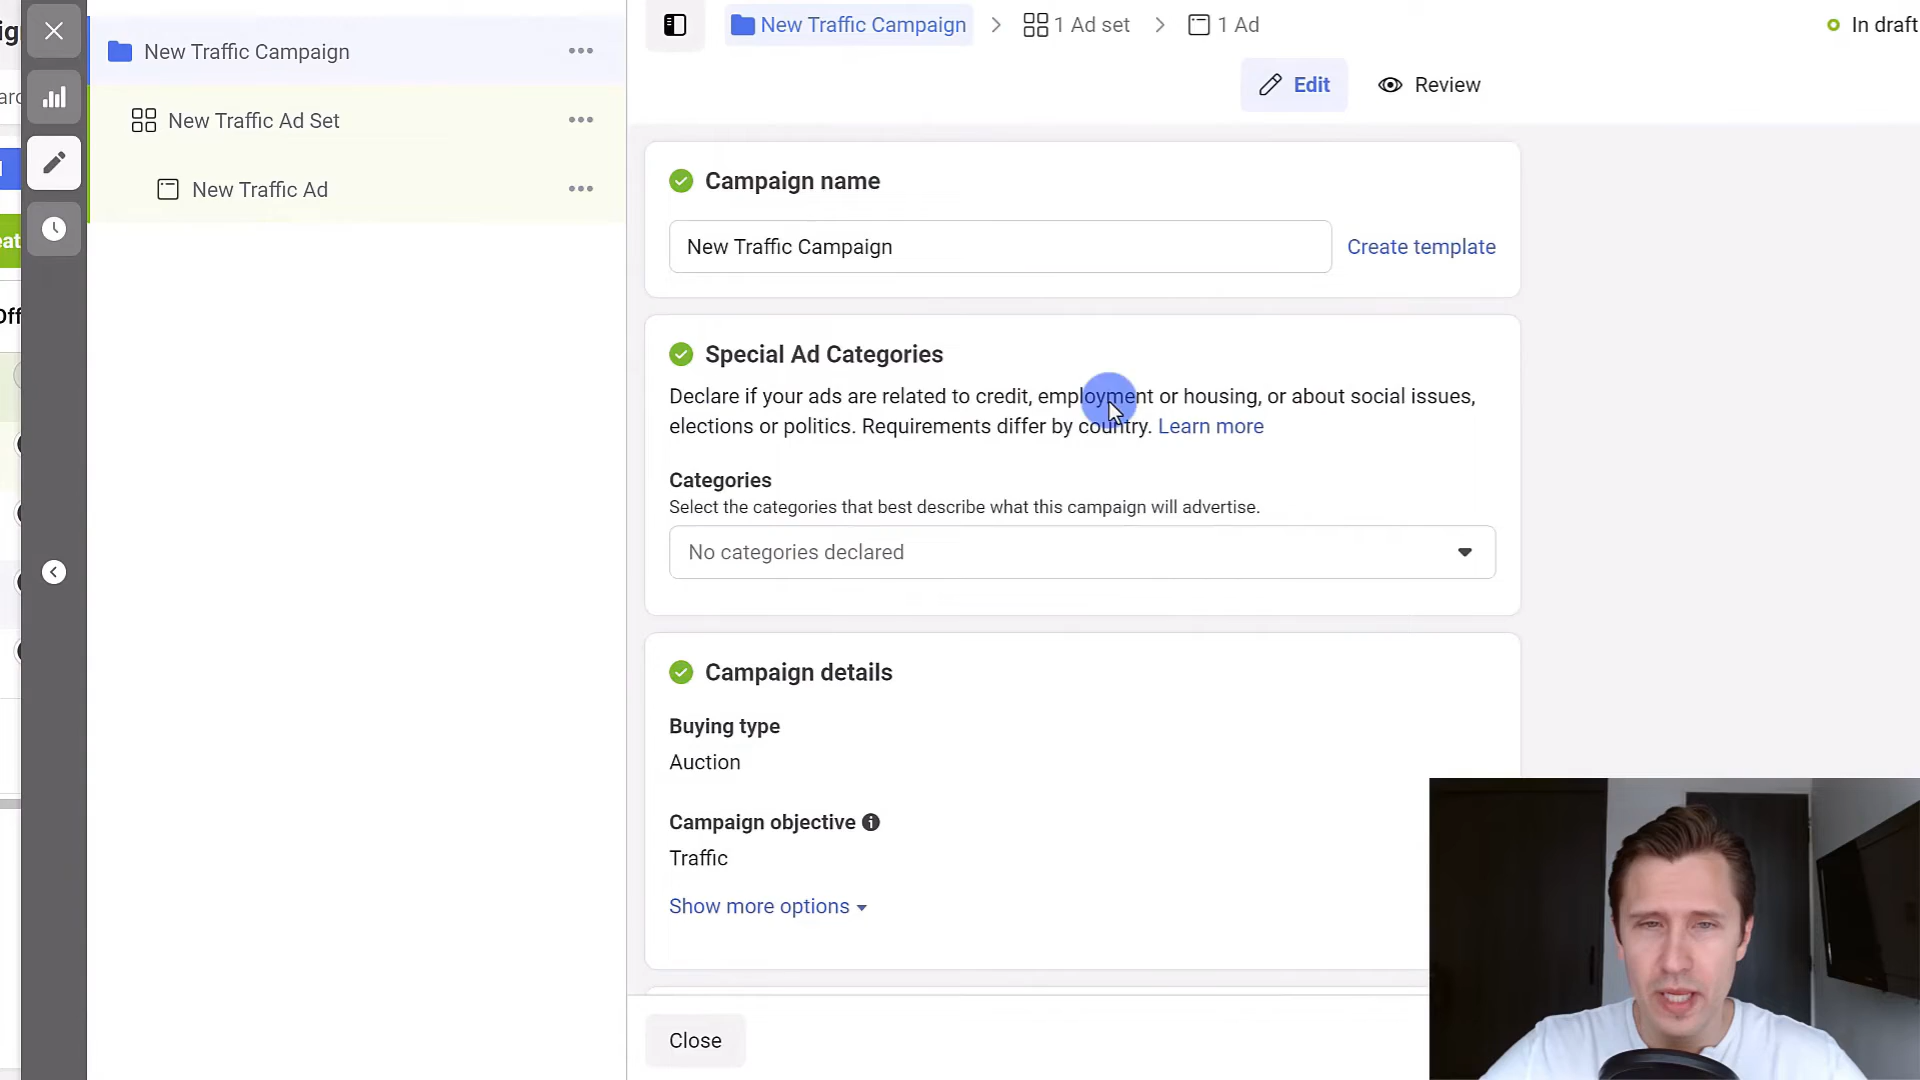 New Traffic Campaign
New Traffic Ad Set
New Traffic Ad
New Traffic Campaign
1 Ad set
1 Ad
In draft
Edit
Review
Campaign name
New Traffic Campaign
Create template
Special Ad Categories
Declare if your ads are related to credit, employment or housing, or about social issues,
elections or politics. Requirements differ by country. Learn more
Categories
Select the categories that best describe what this campaign will advertise.
No categories declared
Campaign details
Buying type
Auction
Campaign objective
Traffic
Show more options
Close
Off